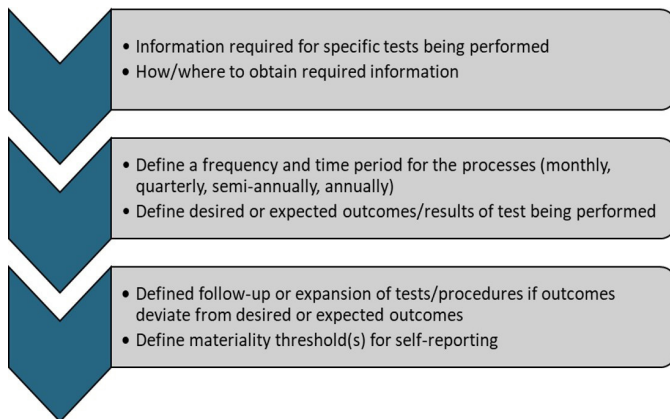 • Information required for specific tests being performed
• How/where to obtain required information
• Define a frequency and time period for the processes (monthly,
quarterly, semi-annually, annually)
• Define desired or expected outcomes/results of test being performed
• Defined follow-up or expansion of tests/procedures if outcomes
deviate from desired or expected outcomes
• Define materiality threshold(s) for self-reporting